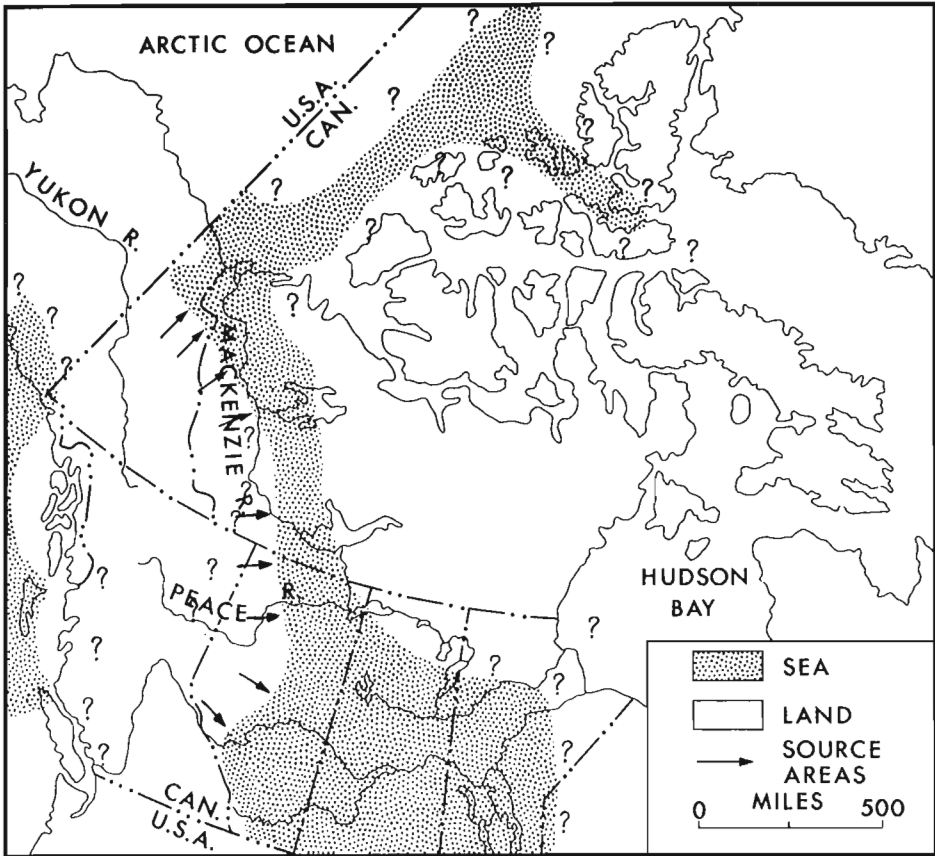 ARCTIC OCEAN
U.S.A.
CAN.
YUKON R.
MACKENZIE R.
PEACE R.
HUDSON
BAY
CAN.
U.S.A.
SEA
LAND
SOURCE
AREAS
MILES
0 500
? ? ? ? ? ? ? ? ? ? ? ? ? ? ? ? ? ? ? ? ? ? ? ? ? ? ?